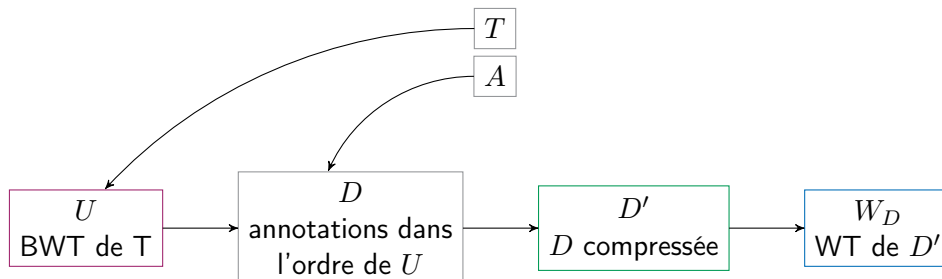 T
A
U
BWT de T
D
annotations dans
l'ordre de U
D′
D compressée
W_D
WT de D′